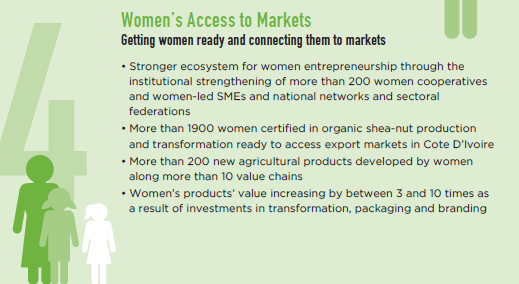 4
Women's Access to Markets
Getting women ready and connecting them to markets
• Stronger ecosystem for women entrepreneurship through the
institutional strengthening of more than 200 women cooperatives
and women-led SMEs and national networks and sectoral
federations
• More than 1900 women certified in organic shea-nut production
and transformation ready to access export markets in Cote D'Ivoire
• More than 200 new agricultural products developed by women
along more than 10 value chains
• Women's products' value increasing by between 3 and 10 times as
a result of investments in transformation, packaging and branding